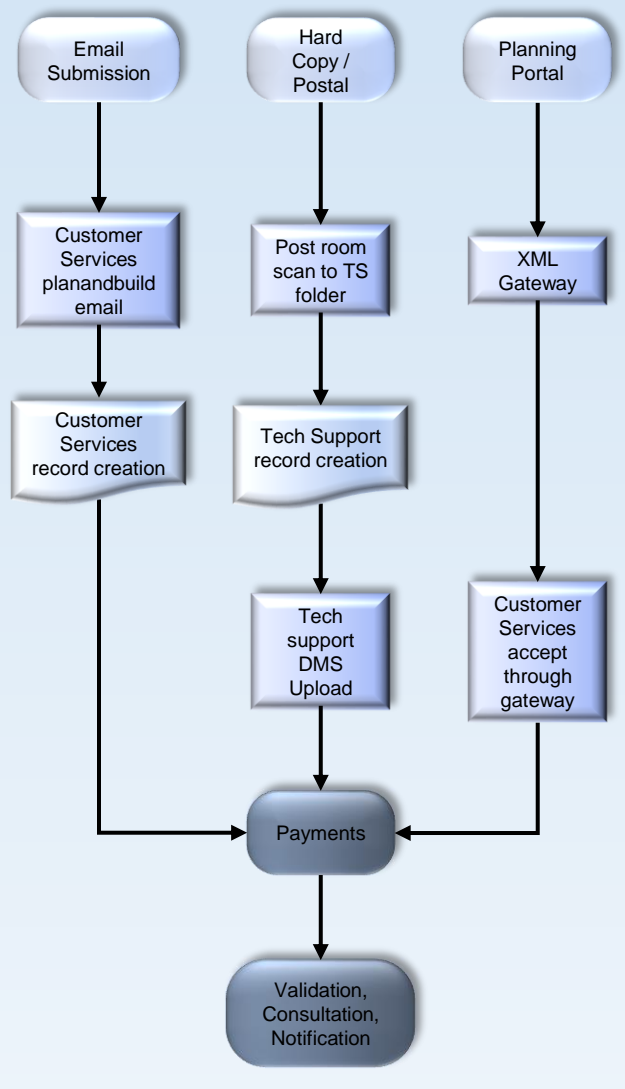 Email
Submission
Hard
Copy /
Postal
Planning
Portal
Customer
Services
planandbuild
email
Post room
scan to TS
folder
XML
Gateway
Customer
Services
record creation
Tech Support
record creation
Tech
support
DMS
Upload
Customer
Services
accept
through
gateway
Payments
Validation,
Consultation,
Notification